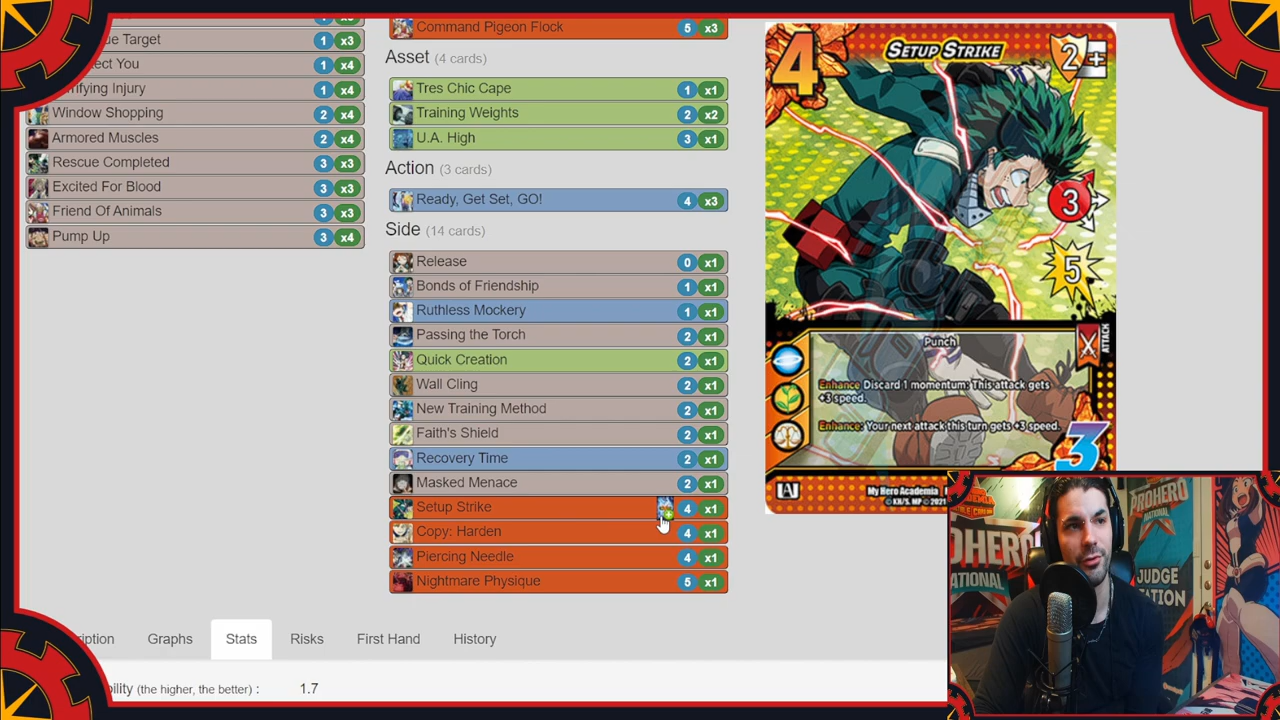 ue Target 1 x3
ect You 1 x4
rifying Injury 1 x4
Window Shopping 2 x4
Armored Muscles 2 x4
Rescue Completed 3 x3
Excited For Blood 3 x3
Friend Of Animals 3 x3
Pump Up 3 x4
Command Pigeon Flock 5 x3
Asset (4 cards)
Tres Chic Cape 1 x1
Training Weights 2 x2
U.A. High 3 x1
Action (3 cards)
Ready, Get Set, GO! 4 x3
Side (14 cards)
Release 0 x1
Bonds of Friendship 1 x1
Ruthless Mockery 1 x1
Passing the Torch 2 x1
Quick Creation 2 x1
Wall Cling 2 x1
New Training Method 2 x1
Faith's Shield 2 x1
Recovery Time 2 x1
Masked Menace 2 x1
Setup Strike 4 x1
Copy: Harden 4 x1
Piercing Needle 4 x1
Nightmare Physique 5 x1
ription Graphs Stats Risks First Hand History
bility (the higher, the better) : 1.7
4
SETUP STRIKE
2+
3
5
ATTACK
Punch
Enhance Discard 1 momentum: This attack gets
+3 speed.
Enhance: Your next attack this turn gets +3 speed.
3
My Hero Academia
PROHERO
NATIONAL
JUDGE
STATION